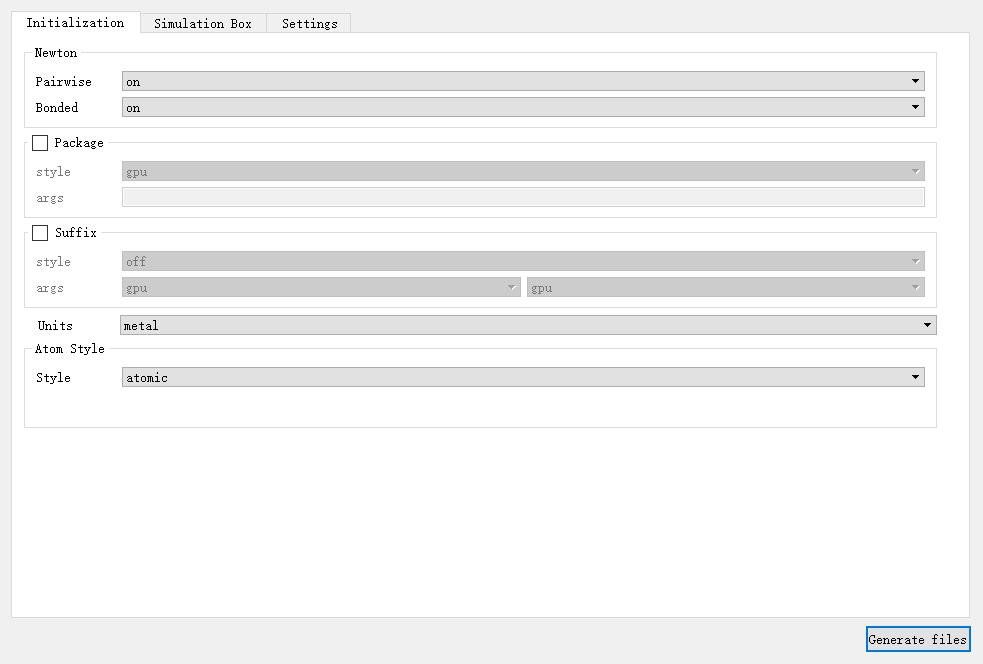 Initialization Simulation Box Settings
Newton
Pairwise on
Bonded on
Package
style gpu
args
Suffix
style off
args gpu gpu
Units metal
Atom Style
Style atomic
Generate files